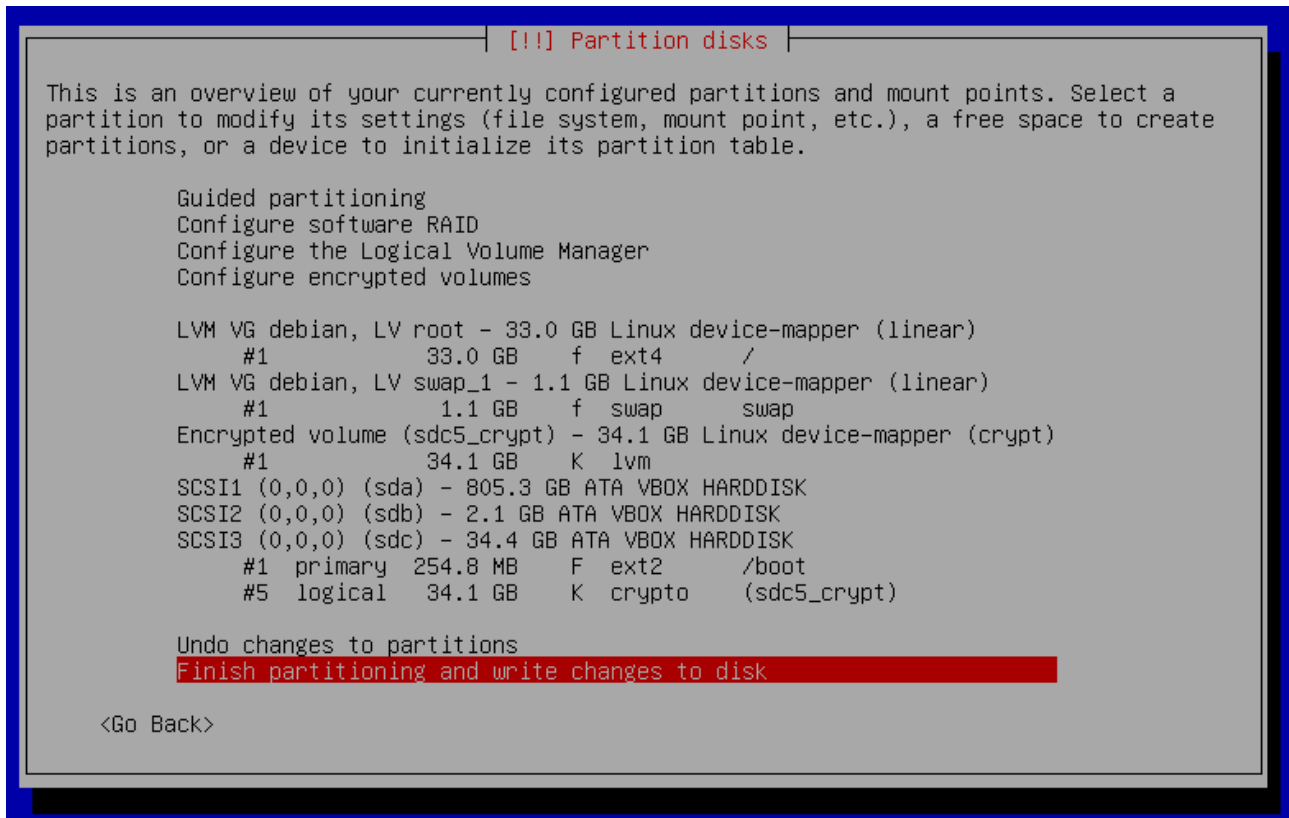 [!!] Partition disks
This is an overview of your currently configured partitions and mount points. Select a
partition to modify its settings (file system, mount point, etc.), a free space to create
partitions, or a device to initialize its partition table.
Guided partitioning
Configure software RAID
Configure the Logical Volume Manager
Configure encrypted volumes
LVM VG debian, LV root - 33.0 GB Linux device-mapper (linear)
#1 33.0 GB f ext4 /
LVM VG debian, LV swap_1 - 1.1 GB Linux device-mapper (linear)
#1 1.1 GB f swap swap
Encrypted volume (sdc5_crypt) - 34.1 GB Linux device-mapper (crypt)
#1 34.1 GB K lvm
SCSI1 (0,0,0) (sda) - 805.3 GB ATA VBOX HARDDISK
SCSI2 (0,0,0) (sdb) - 2.1 GB ATA VBOX HARDDISK
SCSI3 (0,0,0) (sdc) - 34.4 GB ATA VBOX HARDDISK
#1 primary 254.8 MB F ext2 /boot
#5 logical 34.1 GB K crypto (sdc5_crypt)
Undo changes to partitions
Finish partitioning and write changes to disk
<Go Back>